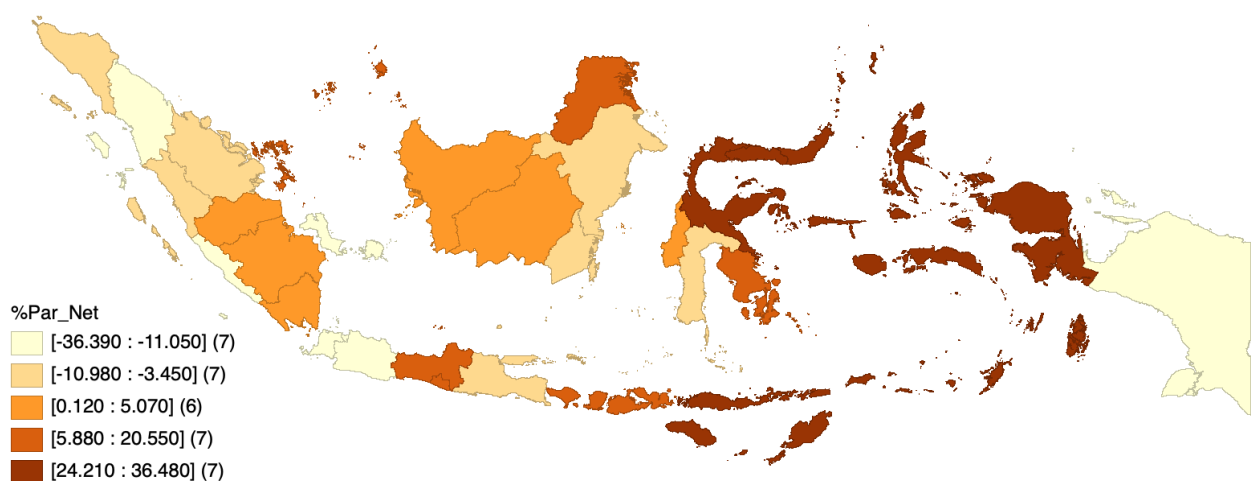 %Par_Net
[-36.390 : -11.050] (7)
[-10.980 : -3.450] (7)
[0.120 : 5.070] (6)
[5.880 : 20.550] (7)
[24.210 : 36.480] (7)